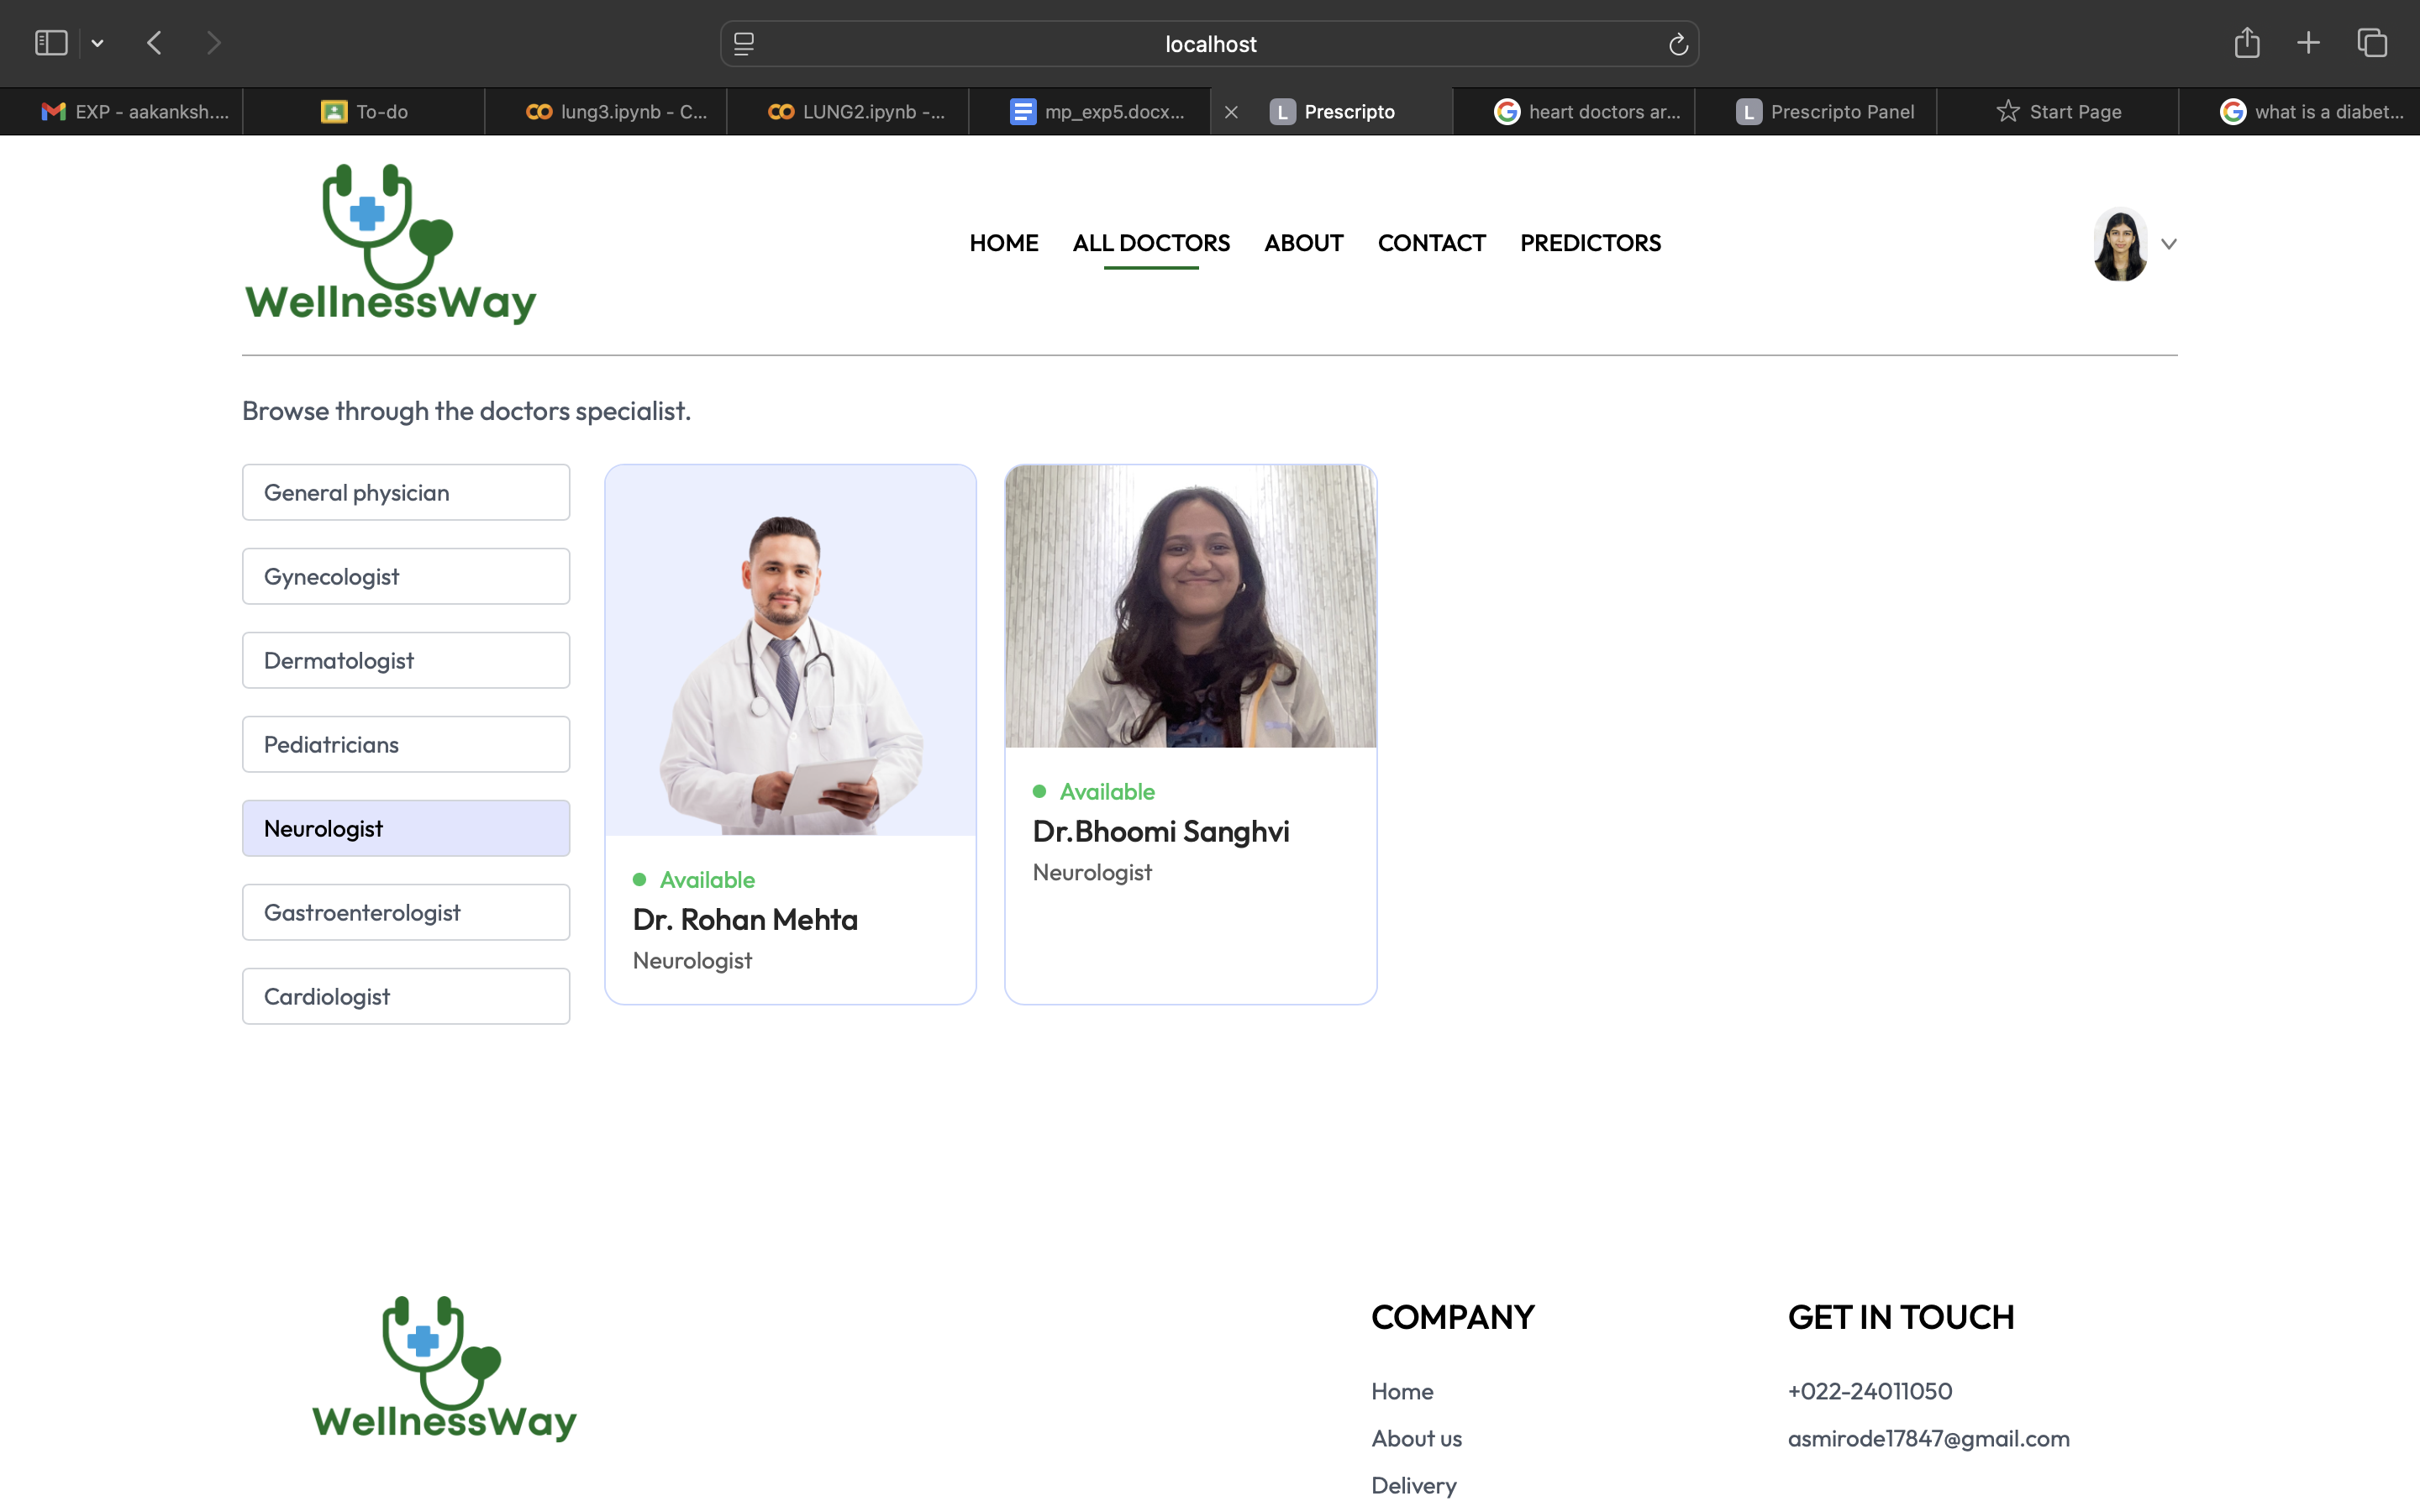 localhost
EXP - aakanksh....
To-do
lung3.ipynb - C...
LUNG2.ipynb -...
mp_exp5.docx...
L Prescripto
heart doctors ar...
L Prescripto Panel
Start Page
what is a diabet...
WellnessWay
HOME
ALL DOCTORS
ABOUT
CONTACT
PREDICTORS
Browse through the doctors specialist.
General physician
Gynecologist
Dermatologist
Pediatricians
Neurologist
Gastroenterologist
Cardiologist
Available
Dr. Rohan Mehta
Neurologist
Available
Dr.Bhoomi Sanghvi
Neurologist
WellnessWay
COMPANY
Home
About us
Delivery
GET IN TOUCH
+022-24011050
asmirode17847@gmail.com